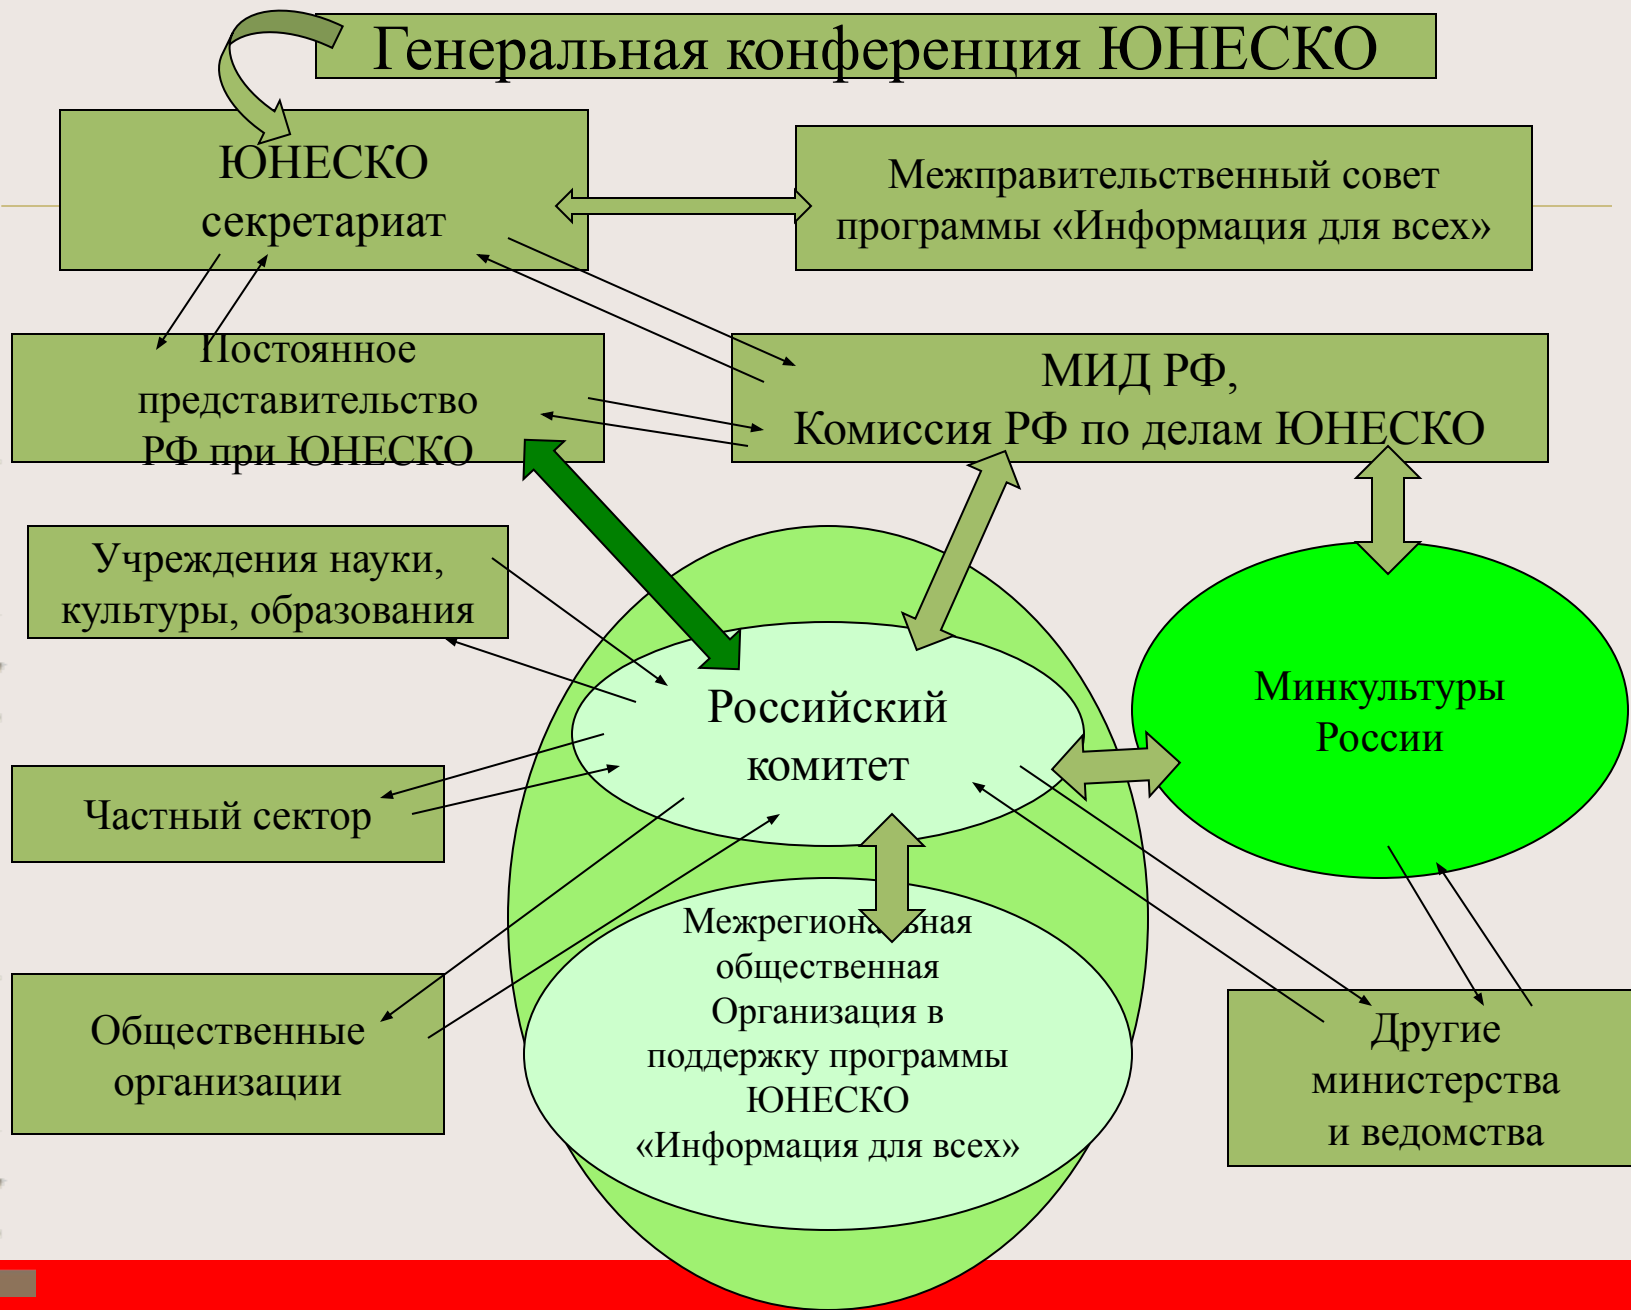 Генеральная конференция ЮНЕСКО
ЮНЕСКО
секретариат
Межправительственный совет
программы «Информация для всех»
Постоянное
представительство
РФ при ЮНЕСКО
МИД РФ,
Комиссия РФ по делам ЮНЕСКО
Учреждения науки,
культуры, образования
Российский
комитет
Минкультуры
России
Частный сектор
Межрегиональная
общественная
Организация в
поддержку программы
ЮНЕСКО
«Информация для всех»
Общественные
организации
Другие
министерства
и ведомства